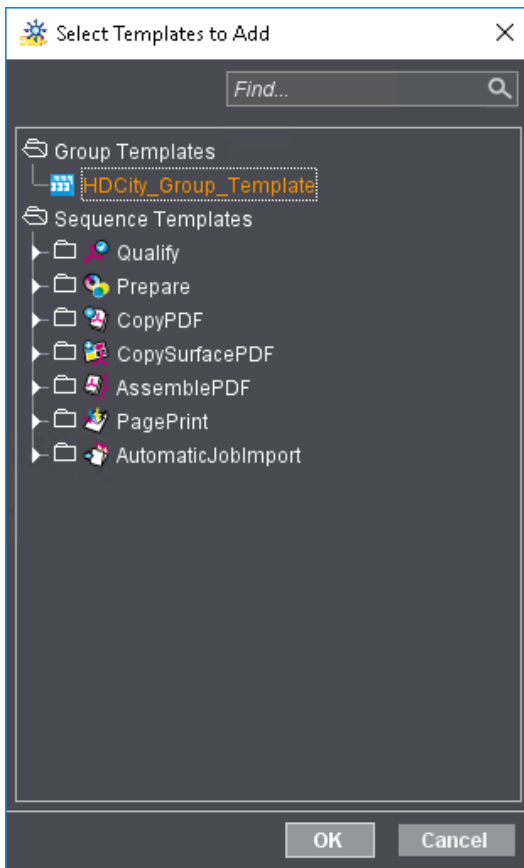 Select Templates to Add
Find...
Group Templates
HDCity_Group_Template
Sequence Templates
Qualify
Prepare
CopyPDF
CopySurfacePDF
AssemblePDF
PagePrint
AutomaticJobImport
OK Cancel